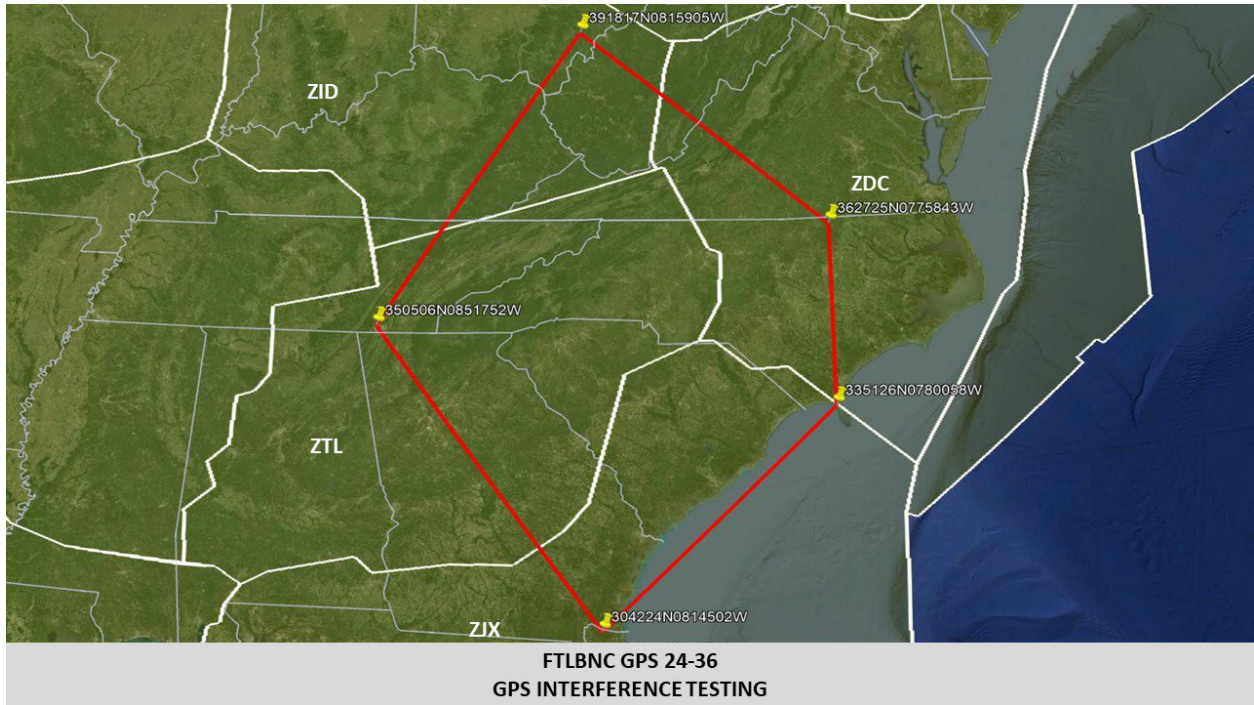 391817N0815905W
ZID
ZDC
362725N0775843W
350506N0851752W
335126N0780058W
ZTL
304224N0814502W
ZJX
FTLBNC GPS 24-36
GPS INTERFERENCE TESTING